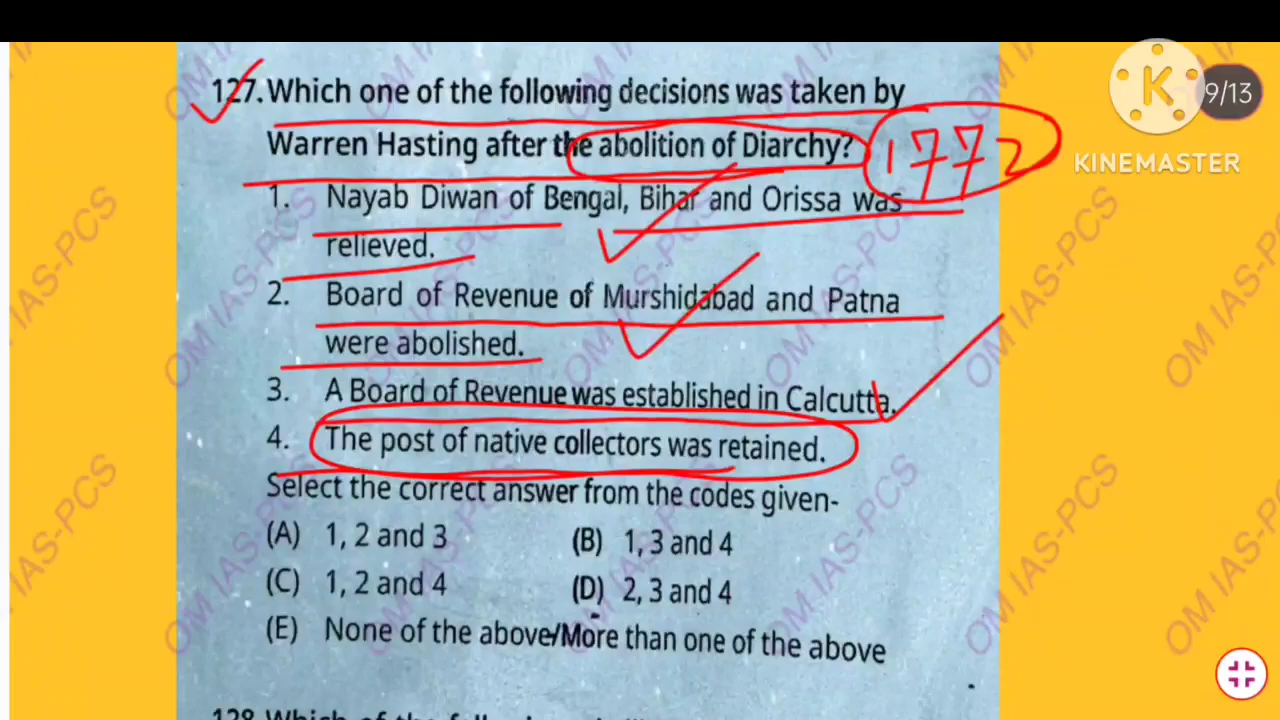 127. Which one of the following decisions was taken by
Warren Hasting after the abolition of Diarchy? 1772
9/13
KINEMASTER
1. Nayab Diwan of Bengal, Bihar and Orissa was
relieved.
2. Board of Revenue of Murshidabad and Patna
were abolished.
3. A Board of Revenue was established in Calcutta.
4. The post of native collectors was retained.
Select the correct answer from the codes given-
(A) 1, 2 and 3 (B) 1, 3 and 4
(C) 1, 2 and 4 (D) 2, 3 and 4
(E) None of the above/More than one of the above
OM IAS-PCS